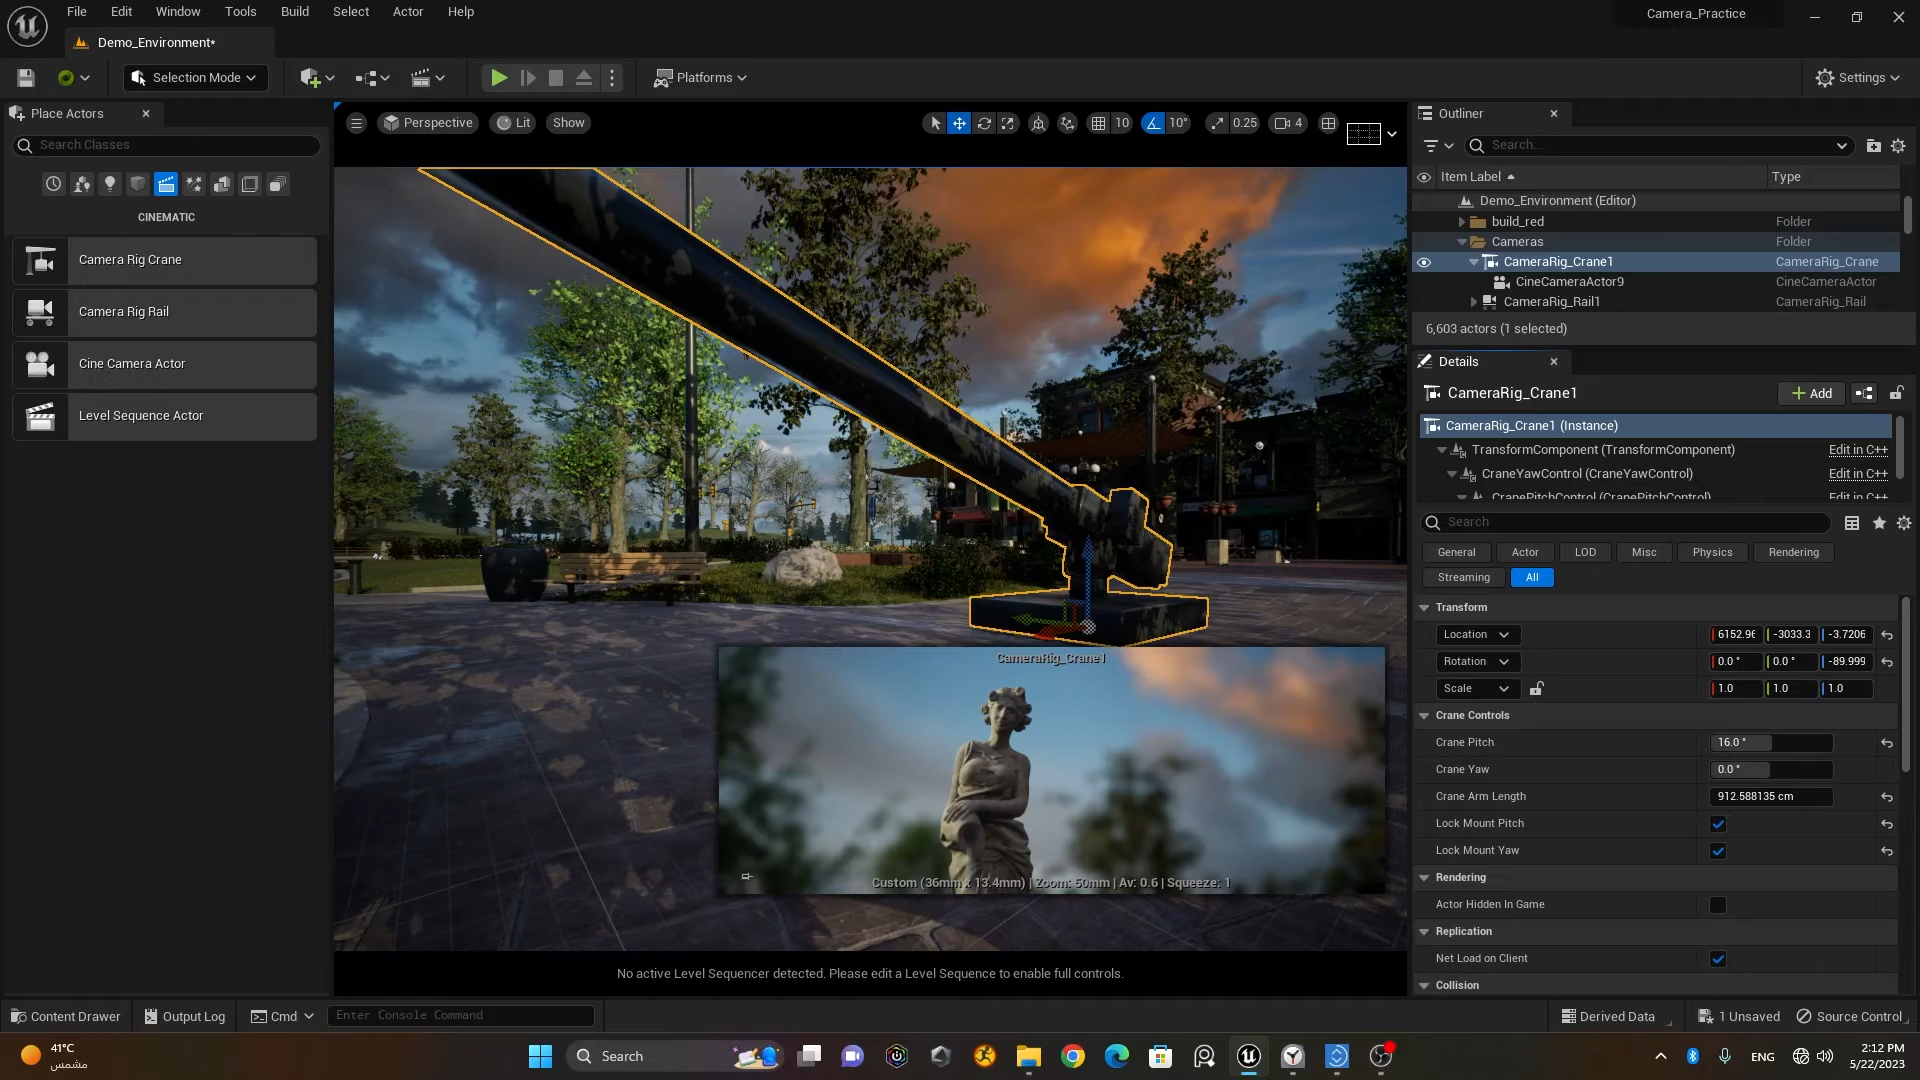 File Edit Window Tools Build Select Actor Help
Camera_Practice
Demo_Environment*
Selection Mode
Platforms
Settings
Place Actors
Search Classes
CINEMATIC
Camera Rig Crane
Camera Rig Rail
Cine Camera Actor
Level Sequence Actor
Perspective Lit Show
10 10° 0.25 4
CameraRig_Crane1
Custom (36mm x 13.4mm) | Zoom: 50mm | Av: 0.6 | Squeeze: 1
No active Level Sequencer detected. Please edit a Level Sequence to enable full controls.
Outliner
Search...
Item Label Type
Demo_Environment (Editor)
build_red Folder
Cameras Folder
CameraRig_Crane1 CameraRig_Crane
CineCameraActor9 CineCameraActor
CameraRig_Rail1 CameraRig_Rail
6,603 actors (1 selected)
Details
CameraRig_Crane1 Add
CameraRig_Crane1 (Instance)
TransformComponent (TransformComponent) Edit in C++
CraneYawControl (CraneYawControl) Edit in C++
CranePitchControl (CranePitchControl) Edit in C++
Search
General Actor LOD Misc Physics Rendering
Streaming All
Transform
Location 6152.96 -3033.3 -3.7206
Rotation 0.0 ° 0.0 ° -89.999
Scale 1.0 1.0 1.0
Crane Controls
Crane Pitch 16.0 °
Crane Yaw 0.0 °
Crane Arm Length 912.588135 cm
Lock Mount Pitch
Lock Mount Yaw
Rendering
Actor Hidden In Game
Replication
Net Load on Client
Collision
Content Drawer Output Log Cmd Enter Console Command
Derived Data 1 Unsaved Source Control
41°C
مشمس
Search
ENG
2:12 PM
5/22/2023